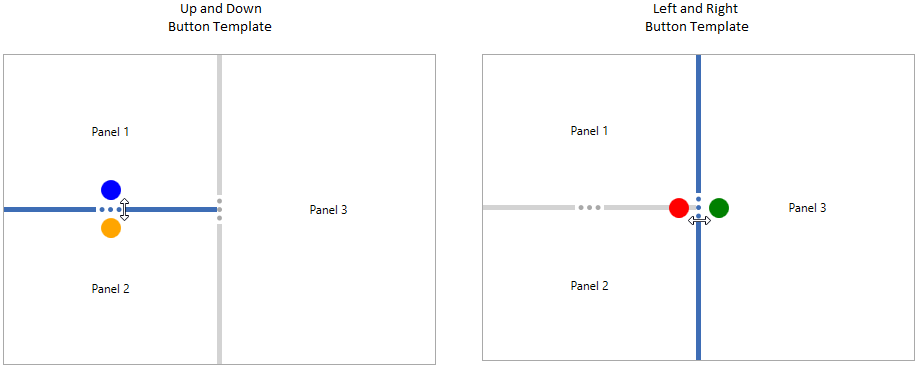 Up and Down
Button Template
Panel 1
Panel 2
Panel 3
Left and Right
Button Template
Panel 1
Panel 2
Panel 3